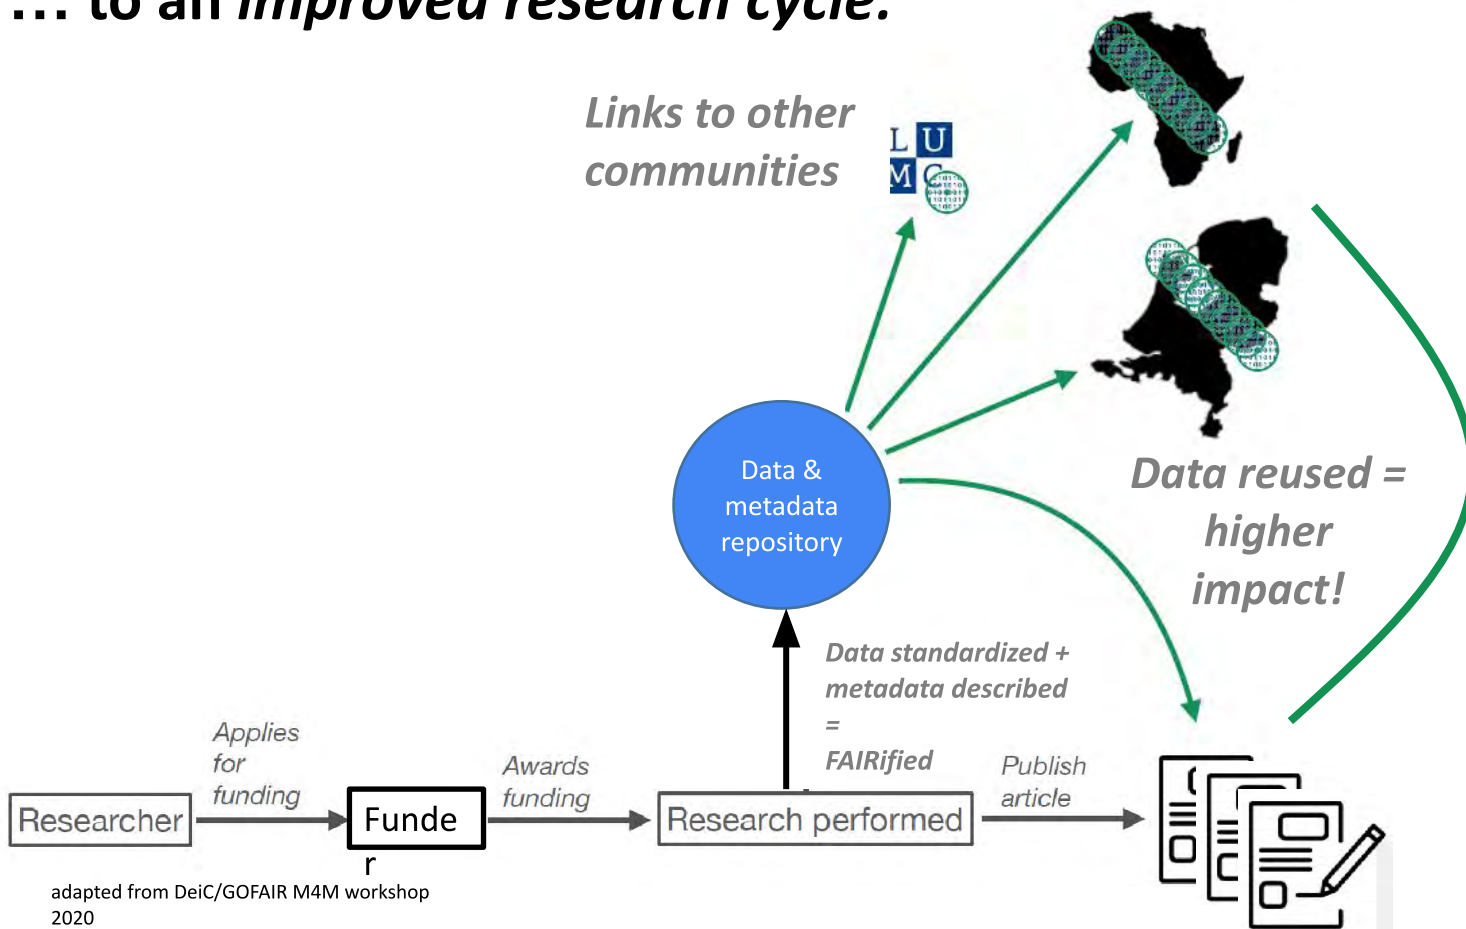 ... to an improved research cycle.
Links to other
communities
L U
M C
Data &
metadata
repository
Data reused =
higher
impact!
Data standardized +
metadata described
=
FAIRified
Applies
for
funding
Awards
funding
Publish
article
Researcher
Funde
r
Research performed
adapted from DeiC/GOFAIR M4M workshop
2020